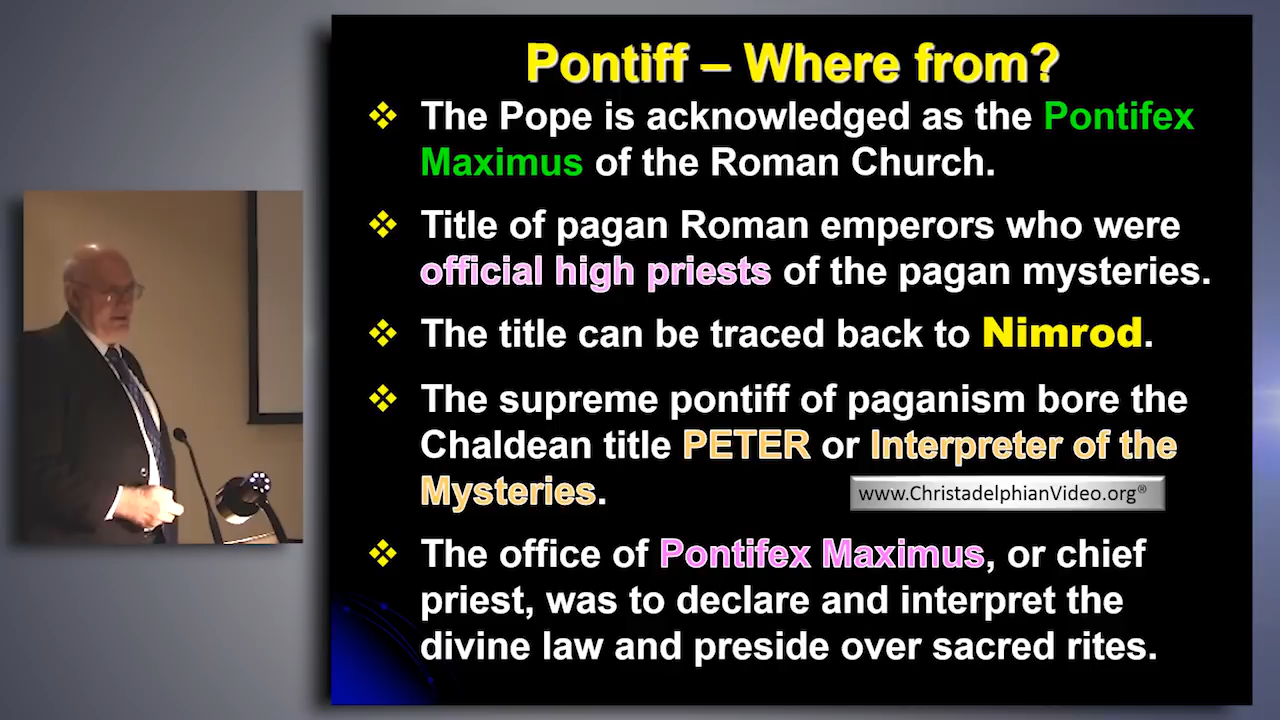 Pontiff – Where from?
❖ The Pope is acknowledged as the Pontifex
Maximus of the Roman Church.
❖ Title of pagan Roman emperors who were
official high priests of the pagan mysteries.
❖ The title can be traced back to Nimrod.
❖ The supreme pontiff of paganism bore the
Chaldean title PETER or Interpreter of the
Mysteries.
www.ChristadelphianVideo.org®
❖ The office of Pontifex Maximus, or chief
priest, was to declare and interpret the
divine law and preside over sacred rites.